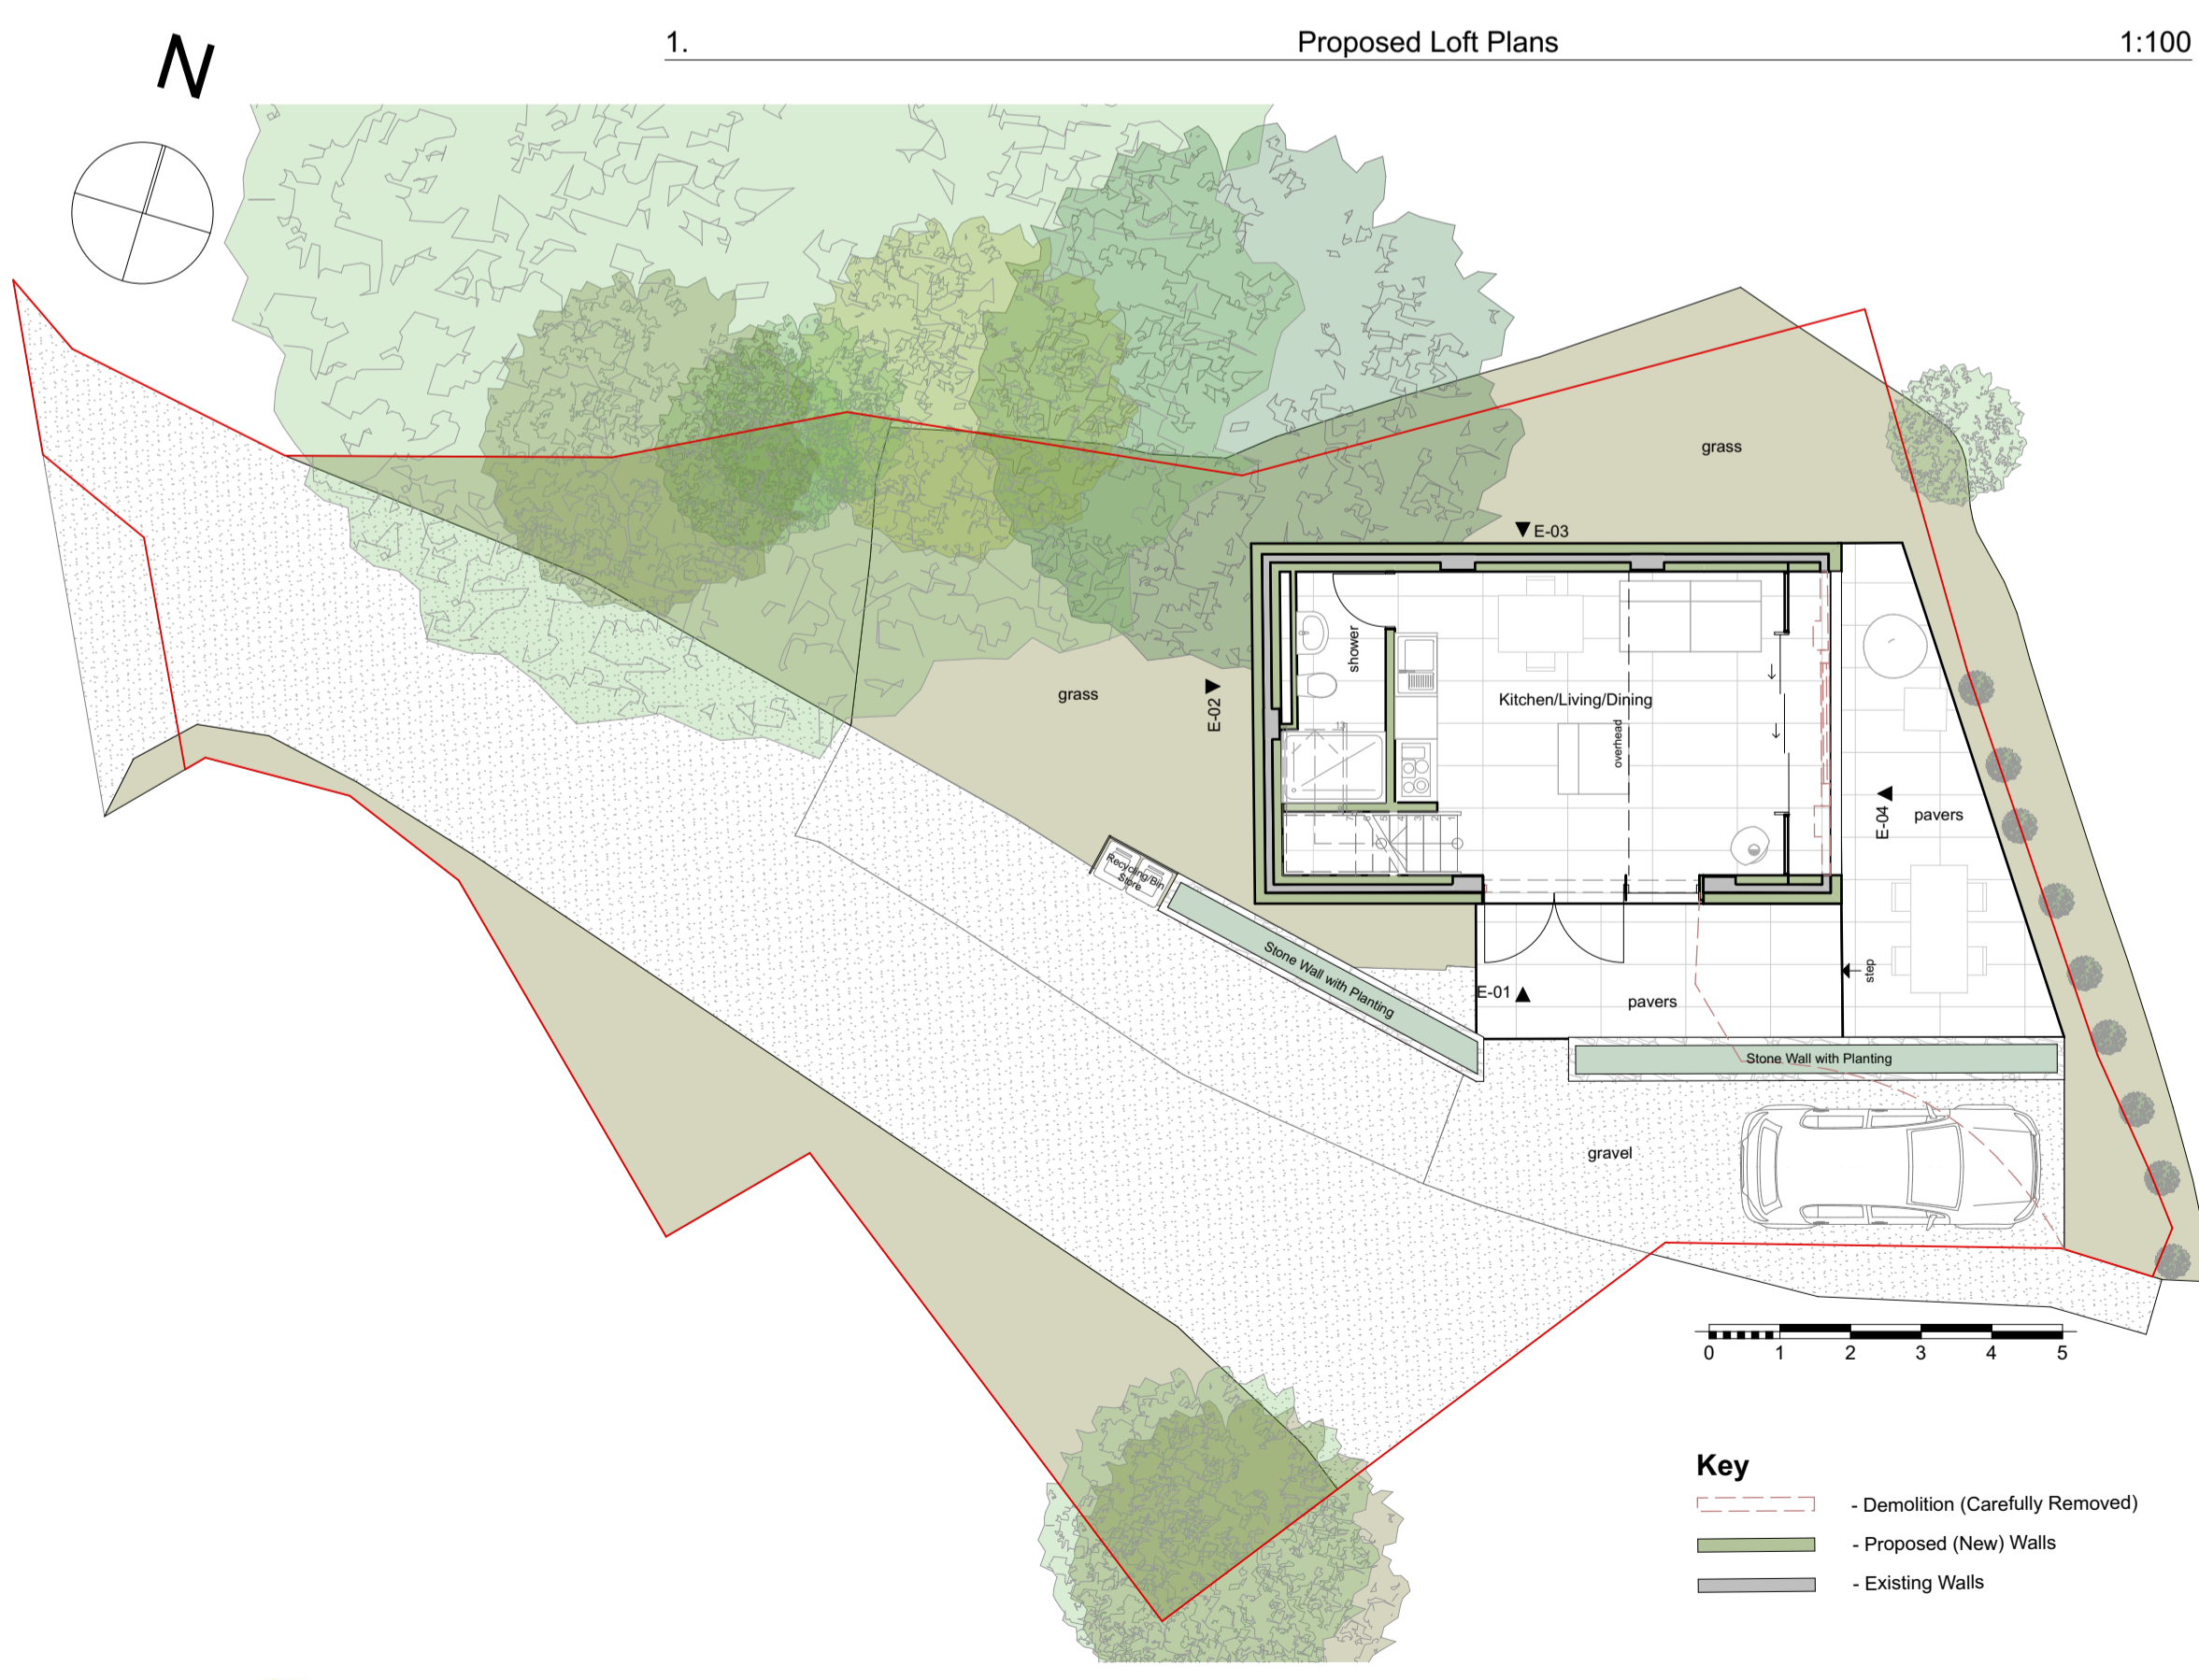 N
1. Proposed Loft Plans 1:100
grass
E-03
shower
Kitchen/Living/Dining
overhead
grass
E-02
13
E-04
pavers
Recycling/Bin
Store
Stone Wall with Planting
step
E-01
pavers
Stone Wall with Planting
gravel
0 1 2 3 4 5
Key
- Demolition (Carefully Removed)
- Proposed (New) Walls
- Existing Walls